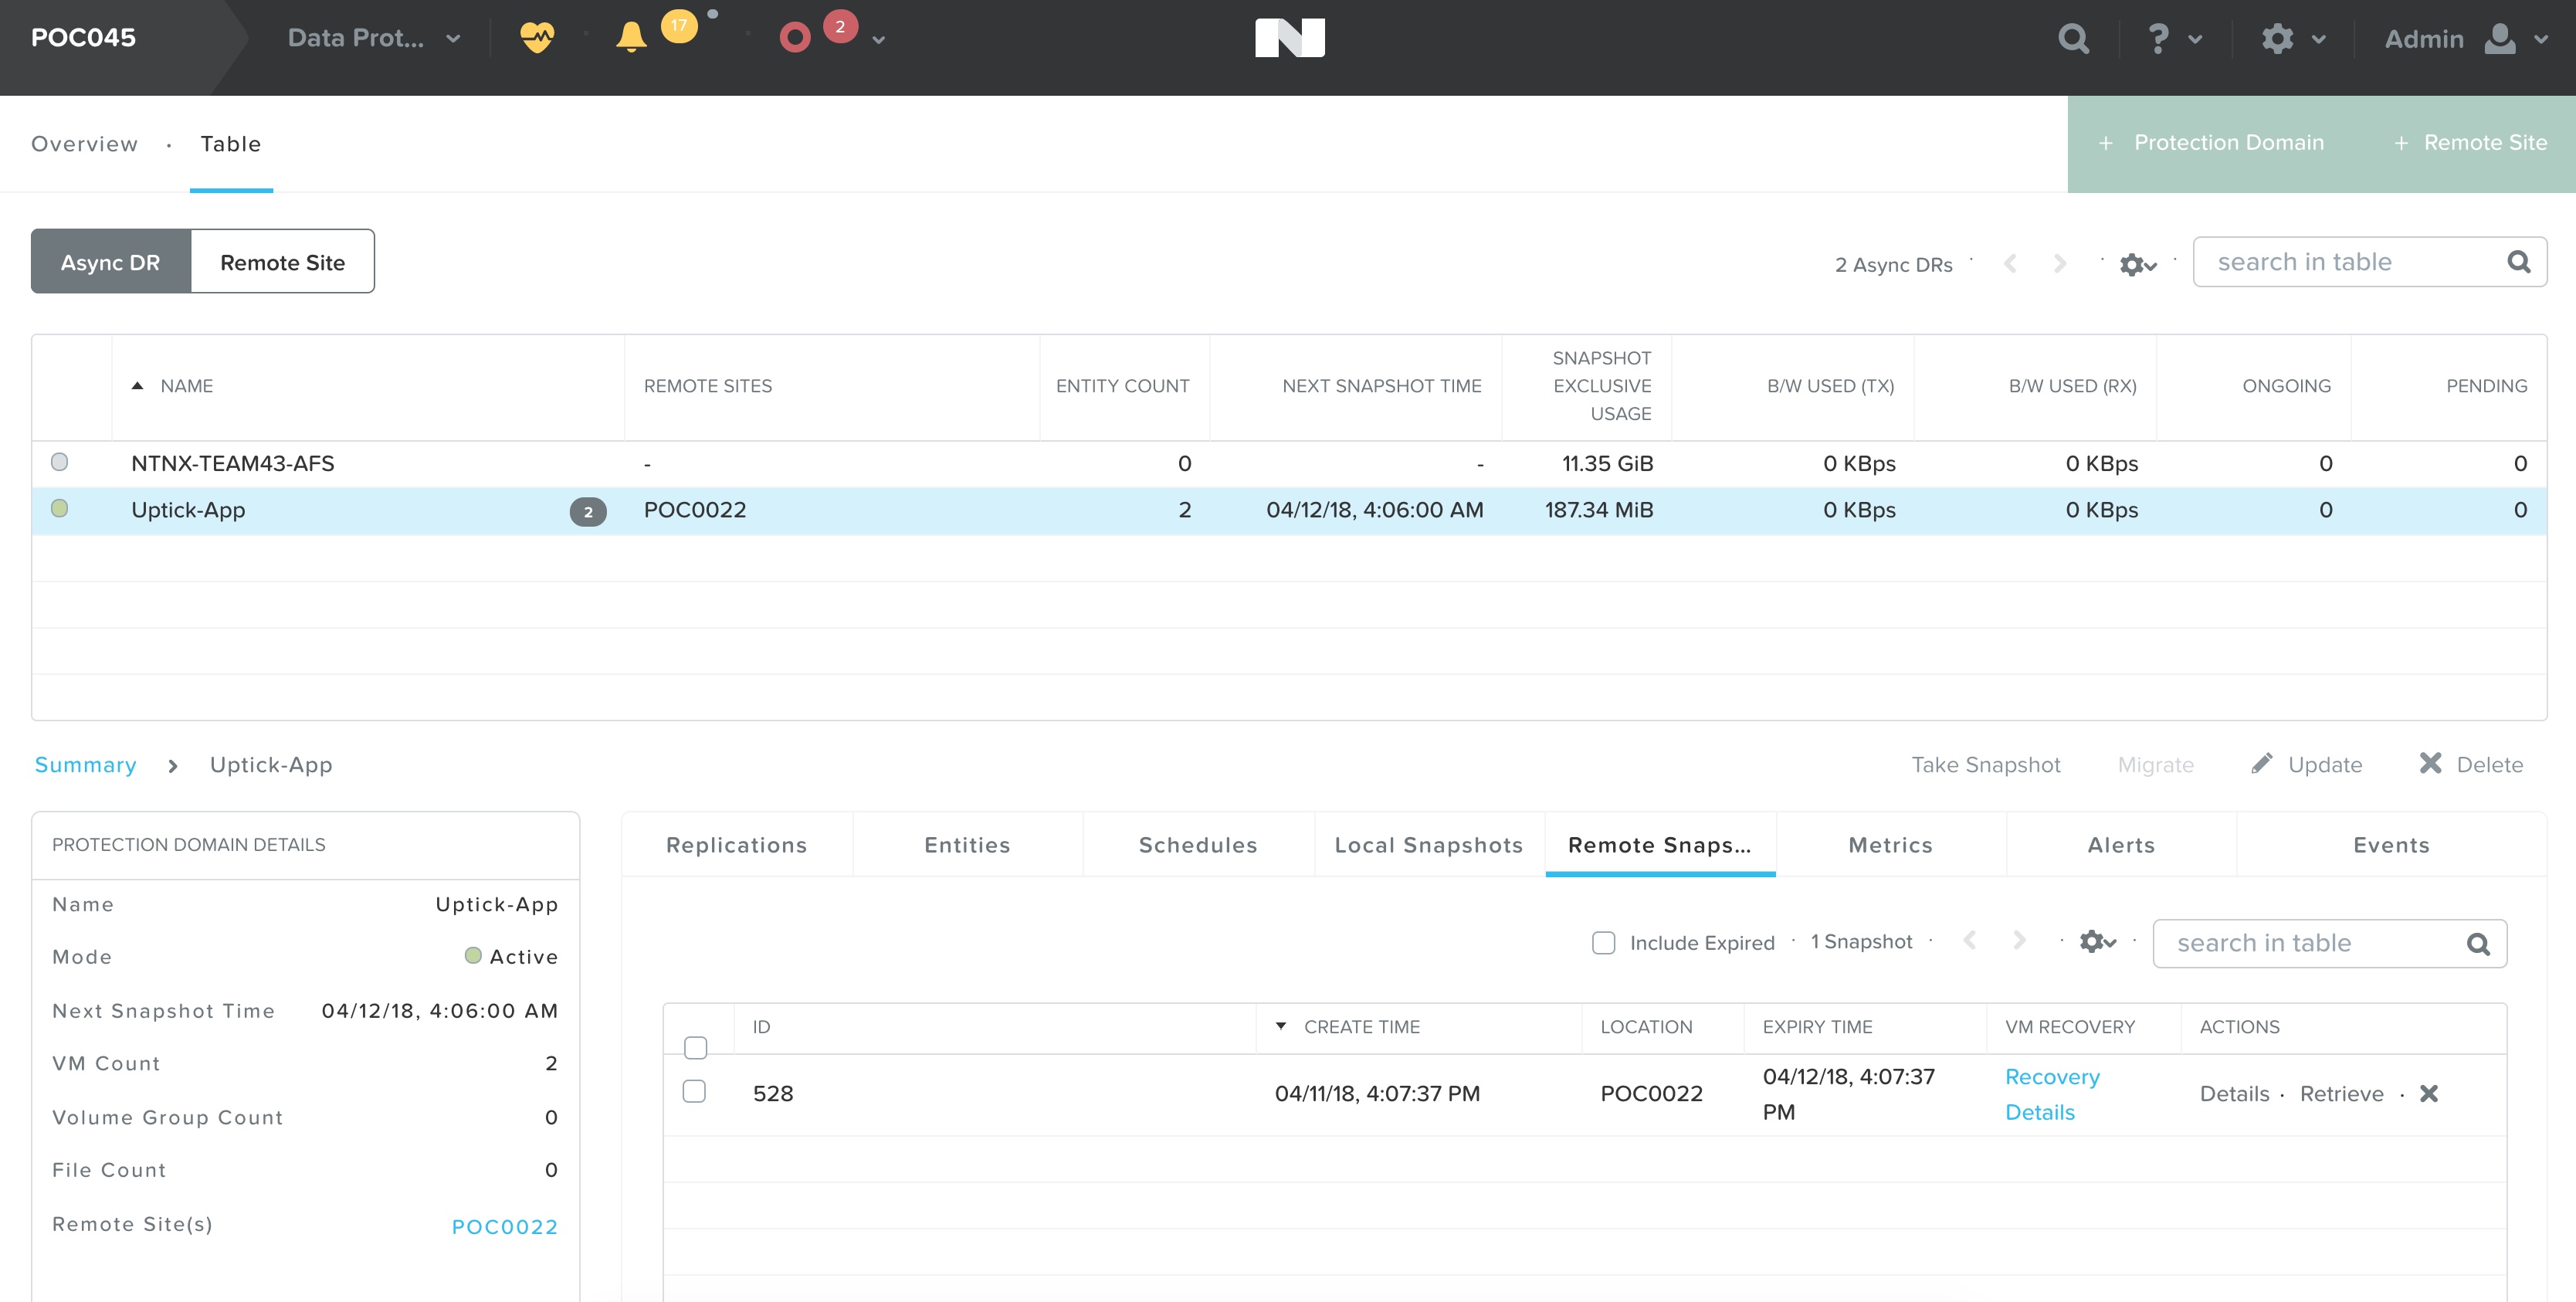 POC045 Data Prot... 17 2 ? Admin
Overview · Table + Protection Domain + Remote Site
Async DR Remote Site 2 Async DRs search in table
NAME REMOTE SITES ENTITY COUNT NEXT SNAPSHOT TIME SNAPSHOT EXCLUSIVE USAGE B/W USED (TX) B/W USED (RX) ONGOING PENDING
NTNX-TEAM43-AFS - 0 - 11.35 GiB 0 KBps 0 KBps 0 0
Uptick-App 2 POC0022 2 04/12/18, 4:06:00 AM 187.34 MiB 0 KBps 0 KBps 0 0
Summary > Uptick-App Take Snapshot Migrate Update Delete
PROTECTION DOMAIN DETAILS
Name Uptick-App
Mode Active
Next Snapshot Time 04/12/18, 4:06:00 AM
VM Count 2
Volume Group Count 0
File Count 0
Remote Site(s) POC0022
Replications Entities Schedules Local Snapshots Remote Snaps... Metrics Alerts Events
Include Expired · 1 Snapshot · search in table
ID CREATE TIME LOCATION EXPIRY TIME VM RECOVERY ACTIONS
528 04/11/18, 4:07:37 PM POC0022 04/12/18, 4:07:37 PM Recovery Details Details · Retrieve ·